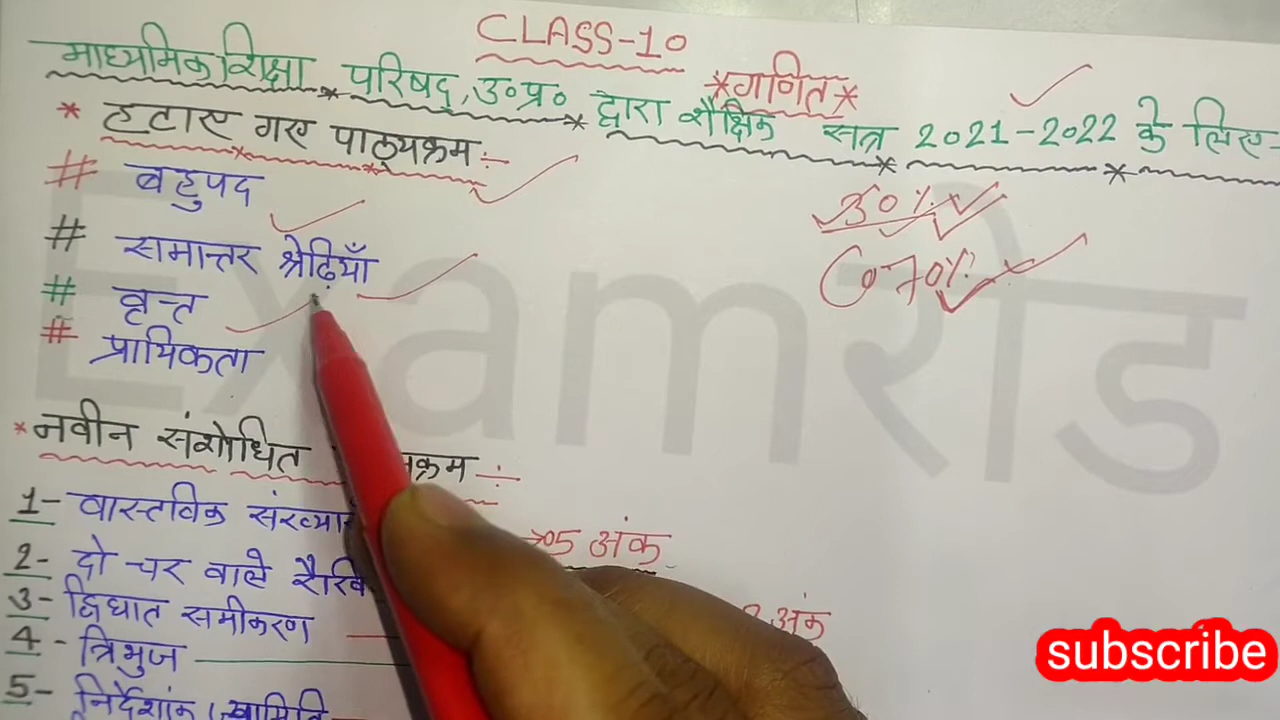 CLASS-10
*गणित*
माध्यमिक शिक्षा परिषद्, उ०प्र० द्वारा शैक्षिक सत्र 2021-2022 के लिए-
* हटाए गए पाठ्यक्रम:-
# बहुपद
30%
70%
# समान्तर श्रेढ़ियाँ
# वृत्त
# प्रायिकता
*नवीन संशोधित
1- वास्तविक
05 अंक
2- दो चर वाले
3- द्विघात समीकरण
अंक
4- त्रिभुज
5- निर्देशांक
Examरोड
subscribe